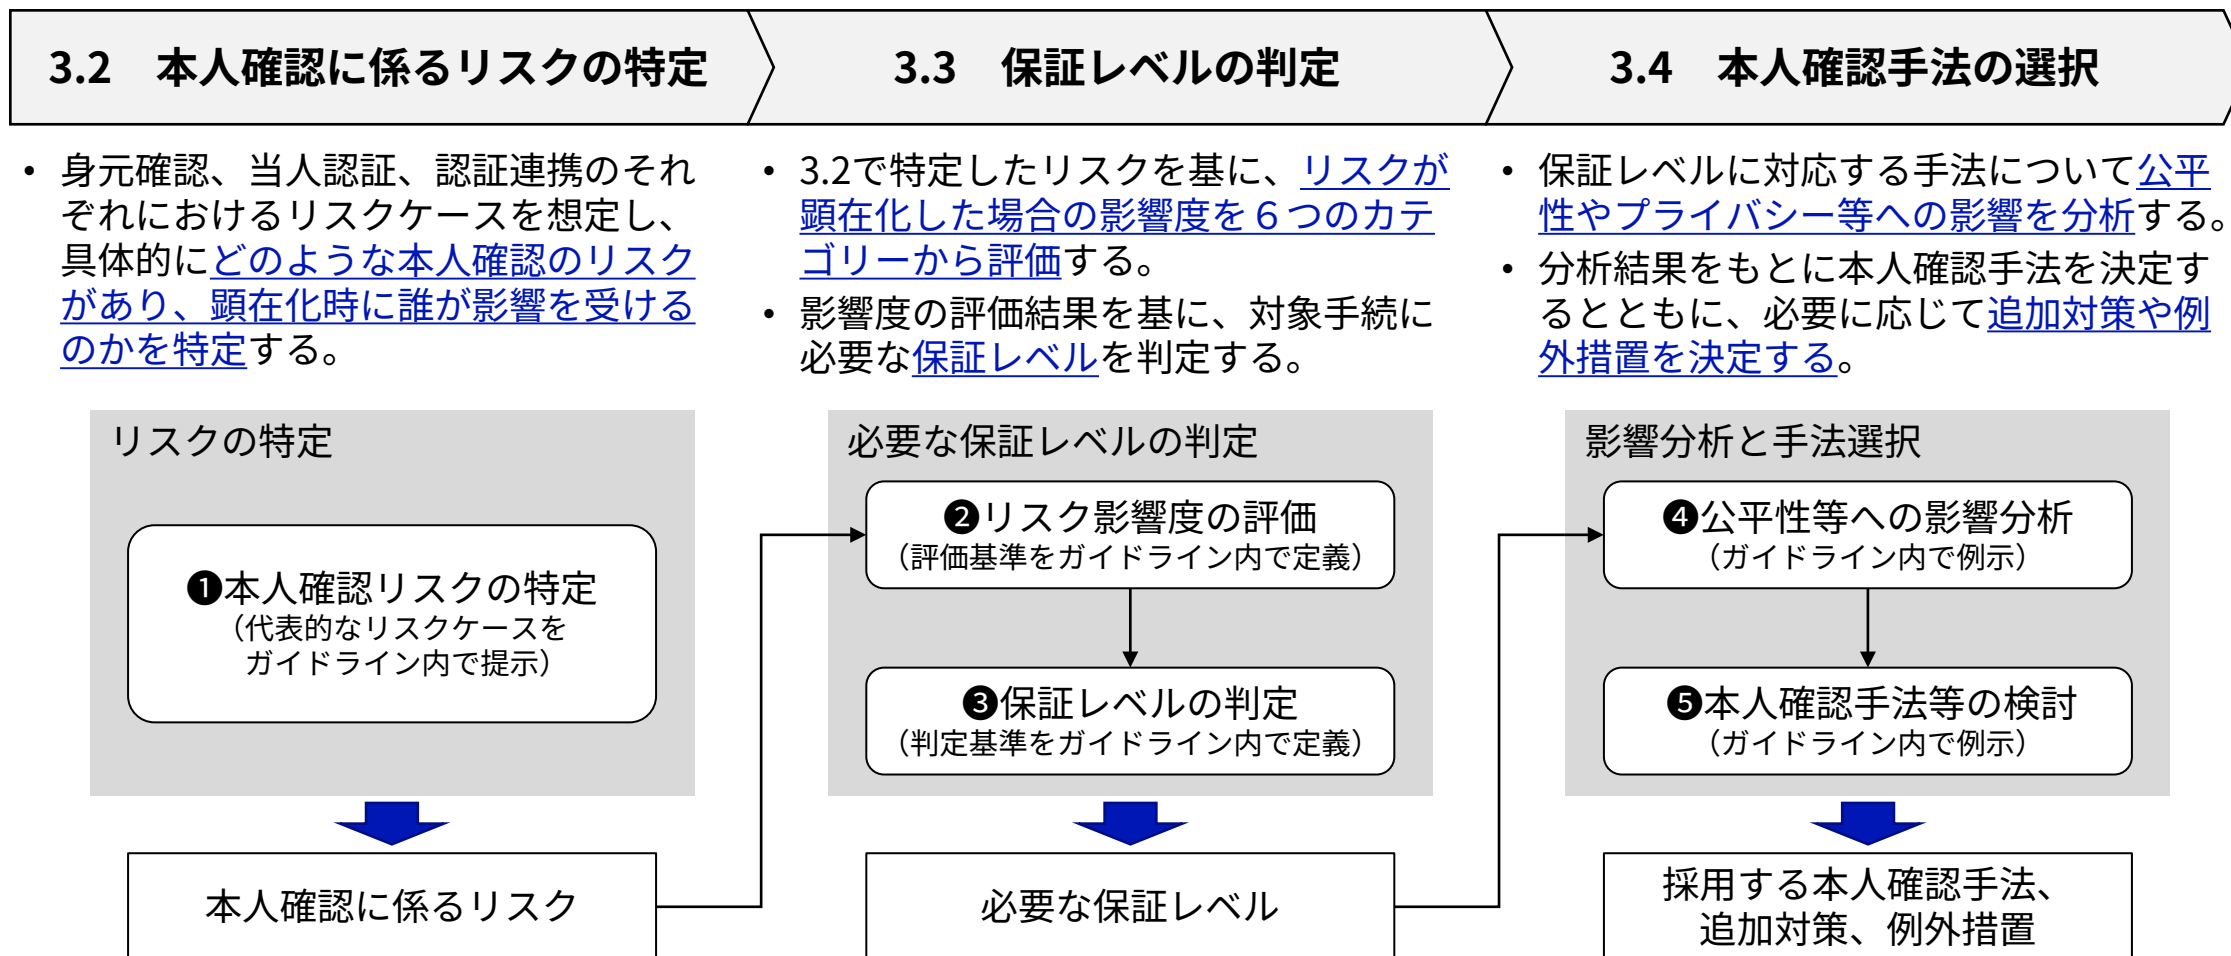 3.2　本人確認に係るリスクの特定
3.3　保証レベルの判定
3.4　本人確認手法の選択
• 身元確認、当人認証、認証連携のそれ
ぞれにおけるリスクケースを想定し、
具体的にどのような本人確認のリスク
があり、顕在化時に誰が影響を受ける
のかを特定する。
• 3.2で特定したリスクを基に、リスクが
顕在化した場合の影響度を６つのカテ
ゴリーから評価する。
• 影響度の評価結果を基に、対象手続に
必要な保証レベルを判定する。
• 保証レベルに対応する手法について公平
性やプライバシー等への影響を分析する。
• 分析結果をもとに本人確認手法を決定す
るとともに、必要に応じて追加対策や例
外措置を決定する。
リスクの特定
❶本人確認リスクの特定
（代表的なリスクケースを
ガイドライン内で提示）
本人確認に係るリスク
必要な保証レベルの判定
❷リスク影響度の評価
（評価基準をガイドライン内で定義）
❸保証レベルの判定
（判定基準をガイドライン内で定義）
必要な保証レベル
影響分析と手法選択
❹公平性等への影響分析
（ガイドライン内で例示）
❺本人確認手法等の検討
（ガイドライン内で例示）
採用する本人確認手法、
追加対策、例外措置